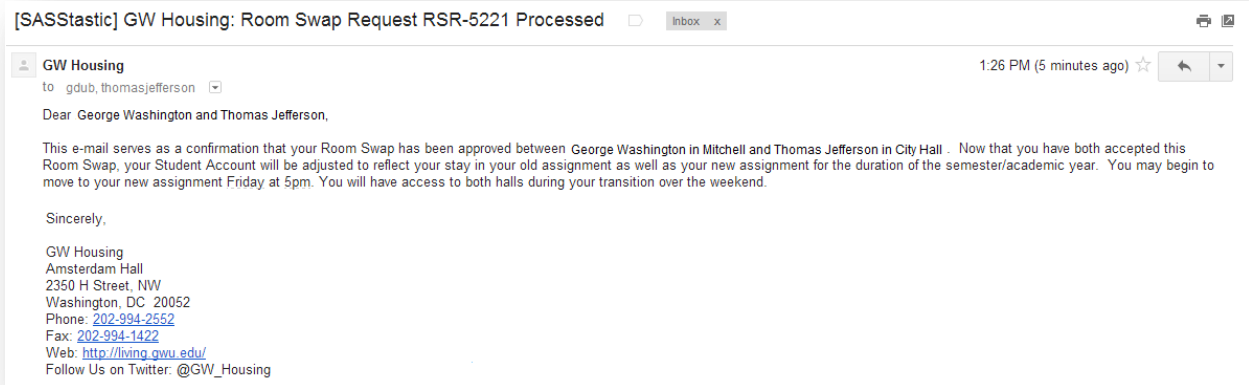 [SASStastic] GW Housing: Room Swap Request RSR-5221 Processed Inbox x
GW Housing 1:26 PM (5 minutes ago)
to gdub, thomasjefferson
Dear George Washington and Thomas Jefferson,
This e-mail serves as a confirmation that your Room Swap has been approved between George Washington in Mitchell and Thomas Jefferson in City Hall . Now that you have both accepted this
Room Swap, your Student Account will be adjusted to reflect your stay in your old assignment as well as your new assignment for the duration of the semester/academic year. You may begin to
move to your new assignment Friday at 5pm. You will have access to both halls during your transition over the weekend.
Sincerely,
GW Housing
Amsterdam Hall
2350 H Street, NW
Washington, DC 20052
Phone: 202-994-2552
Fax: 202-994-1422
Web: http://living.gwu.edu/
Follow Us on Twitter: @GW_Housing